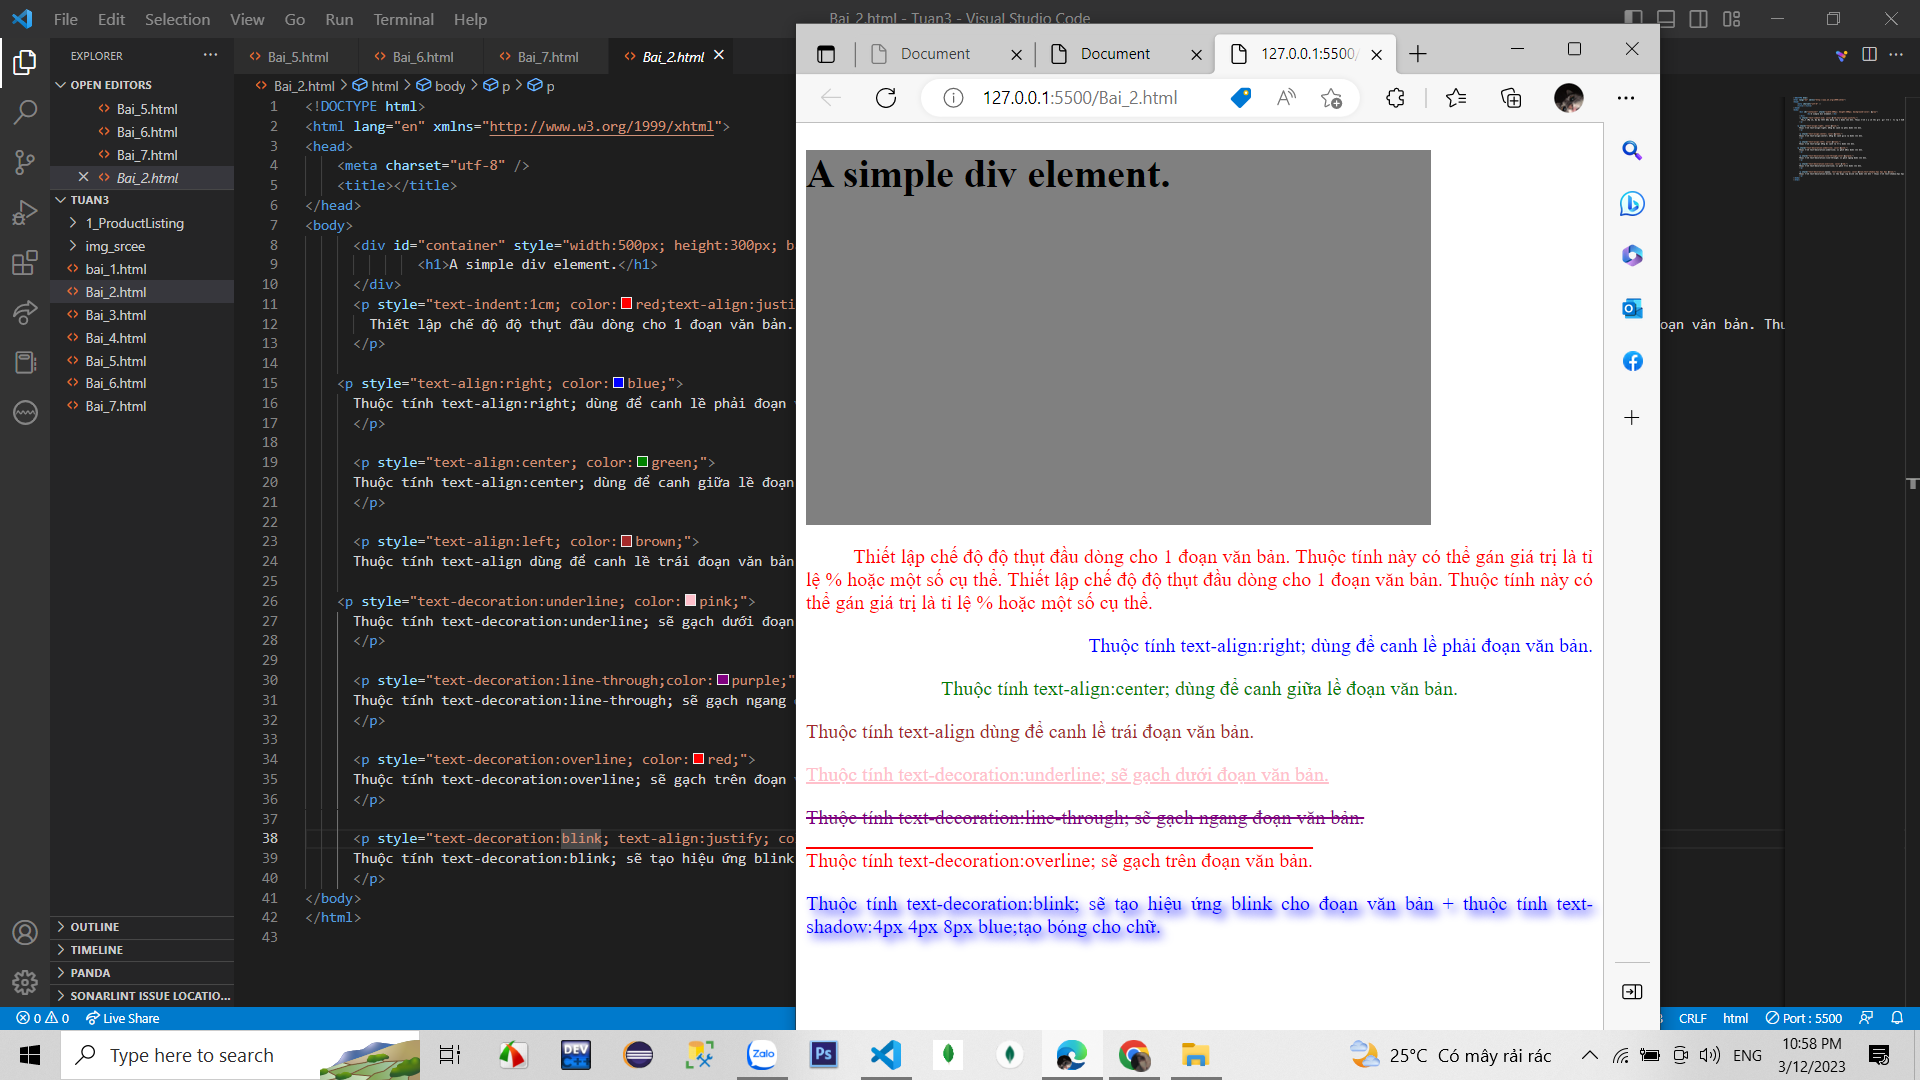 File Edit Selection View Go Run Terminal Help
Bai_2.html - Tuan3 - Visual Studio Code
EXPLORER
OPEN EDITORS
Bai_5.html
Bai_6.html
Bai_7.html
Bai_2.html
TUAN3
1_ProductListing
img_srcee
bai_1.html
Bai_2.html
Bai_3.html
Bai_4.html
Bai_5.html
Bai_6.html
Bai_7.html
OUTLINE
TIMELINE
PANDA
SONARLINT ISSUE LOCATIO...
Bai_5.html Bai_6.html Bai_7.html Bai_2.html
Bai_2.html > html > body > p > p
1 <!DOCTYPE html>
2 <html lang="en" xmlns="http://www.w3.org/1999/xhtml">
3 <head>
4 <meta charset="utf-8" />
5 <title></title>
6 </head>
7 <body>
8 <div id="container" style="width:500px; height:300px; b
9 <h1>A simple div element.</h1>
10 </div>
11 <p style="text-indent:1cm; color:red;text-align:justi
12 Thiết lập chế độ độ thụt đầu dòng cho 1 đoạn văn bản.
13 </p>
14
15 <p style="text-align:right; color:blue;">
16 Thuộc tính text-align:right; dùng để canh lề phải đoạn
17 </p>
18
19 <p style="text-align:center; color:green;">
20 Thuộc tính text-align:center; dùng để canh giữa lề đoạn
21 </p>
22
23 <p style="text-align:left; color:brown;">
24 Thuộc tính text-align dùng để canh lề trái đoạn văn bản
25
26 <p style="text-decoration:underline; color:pink;">
27 Thuộc tính text-decoration:underline; sẽ gạch dưới đoạn
28 </p>
29
30 <p style="text-decoration:line-through;color:purple;"
31 Thuộc tính text-decoration:line-through; sẽ gạch ngang
32 </p>
33
34 <p style="text-decoration:overline; color:red;">
35 Thuộc tính text-decoration:overline; sẽ gạch trên đoạn
36 </p>
37
38 <p style="text-decoration:blink; text-align:justify; co
39 Thuộc tính text-decoration:blink; sẽ tạo hiệu ứng blink
40 </p>
41 </body>
42 </html>
43
oạn văn bản. Thu
Document Document 127.0.0.1:5500/
127.0.0.1:5500/Bai_2.html
A simple div element.
Thiết lập chế độ độ thụt đầu dòng cho 1 đoạn văn bản. Thuộc tính này có thể gán giá trị là tỉ
lệ % hoặc một số cụ thể. Thiết lập chế độ độ thụt đầu dòng cho 1 đoạn văn bản. Thuộc tính này có
thể gán giá trị là tỉ lệ % hoặc một số cụ thể.
Thuộc tính text-align:right; dùng để canh lề phải đoạn văn bản.
Thuộc tính text-align:center; dùng để canh giữa lề đoạn văn bản.
Thuộc tính text-align dùng để canh lề trái đoạn văn bản.
Thuộc tính text-decoration:underline; sẽ gạch dưới đoạn văn bản.
Thuộc tính text-decoration:line-through; sẽ gạch ngang đoạn văn bản.
Thuộc tính text-decoration:overline; sẽ gạch trên đoạn văn bản.
Thuộc tính text-decoration:blink; sẽ tạo hiệu ứng blink cho đoạn văn bản + thuộc tính text-
shadow:4px 4px 8px blue;tạo bóng cho chữ.
0 0 Live Share
CRLF html Port : 5500
Type here to search
DEV C++
Zalo
Ps
25°C Có mây rải rác
ENG
10:58 PM
3/12/2023